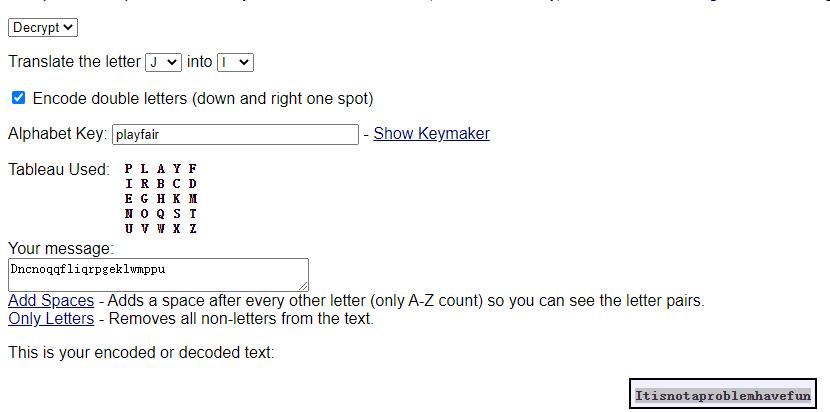 Decrypt
Translate the letter J into I
Encode double letters (down and right one spot)
Alphabet Key: playfair - Show Keymaker
Tableau Used: P L A Y F
I R B C D
E G H K M
N O Q S T
U V W X Z
Your message:
Dncnoqqfliqrpgeklwmppu
Add Spaces - Adds a space after every other letter (only A-Z count) so you can see the letter pairs.
Only Letters - Removes all non-letters from the text.
This is your encoded or decoded text:
Itisnotaproblemhavefun